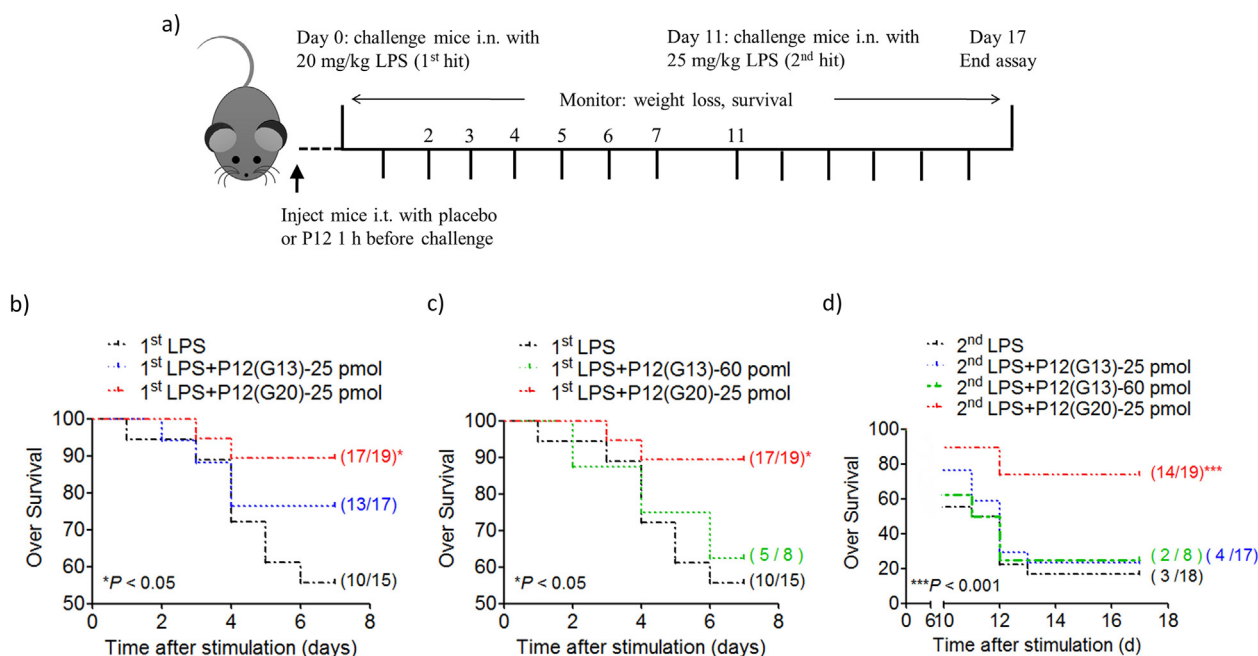 a)
Day 0: challenge mice i.n. with
20 mg/kg LPS (1st hit)
Day 11: challenge mice i.n. with
25 mg/kg LPS (2nd hit)
Day 17
End assay
Monitor: weight loss, survival
2 3 4 5 6 7 11
Inject mice i.t. with placebo
or P12 1 h before challenge
b)
1st LPS
1st LPS+P12(G13)-25 pmol
1st LPS+P12(G20)-25 pmol
Over Survival
100
90
80
70
60
50
(17/19)*
(13/17)
(10/15)
*P < 0.05
0 2 4 6 8
Time after stimulation (days)
c)
1st LPS
1st LPS+P12(G13)-60 poml
1st LPS+P12(G20)-25 pmol
Over Survival
100
90
80
70
60
50
(17/19)*
( 5 / 8 )
(10/15)
*P < 0.05
0 2 4 6 8
Time after stimulation (days)
d)
2nd LPS
2nd LPS+P12(G13)-25 pmol
2nd LPS+P12(G13)-60 pmol
2nd LPS+P12(G20)-25 pmol
Over Survival
100
80
60
40
20
0
(14/19)***
( 2 / 8 ) ( 4 /17)
( 3 /18)
***P < 0.001
0 6 10 12 14 16 18
Time after stimulation (d)